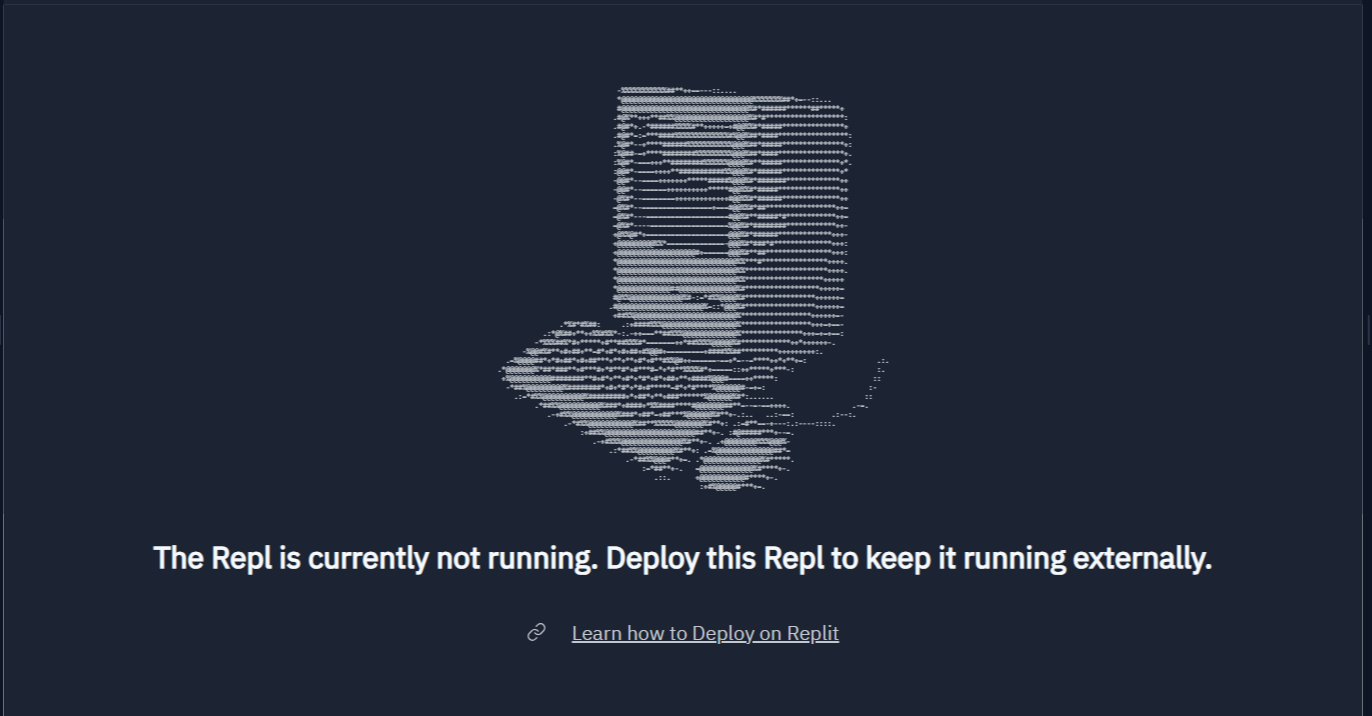 The Repl is currently not running. Deploy this Repl to keep it running externally.
Learn how to Deploy on Replit